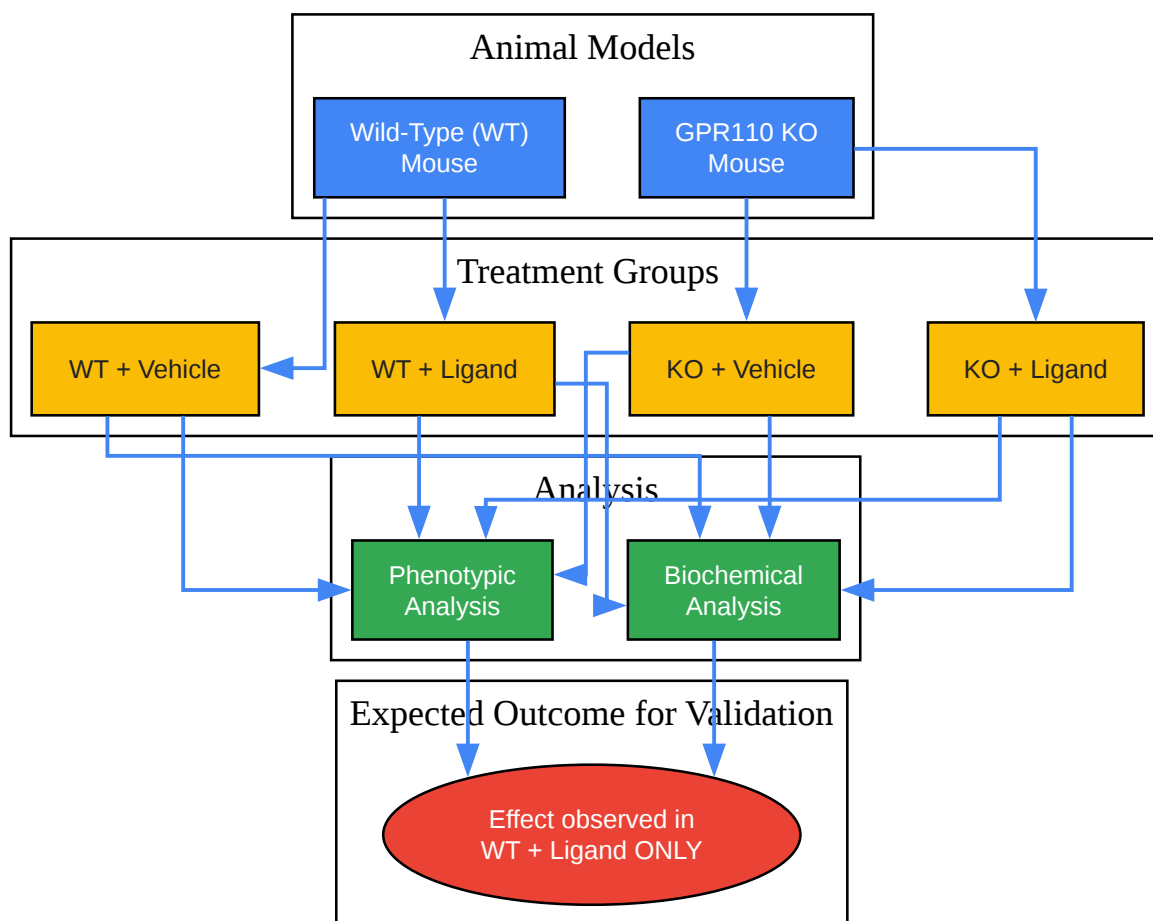 Animal Models
Wild-Type (WT)
Mouse
GPR110 KO
Mouse
Treatment Groups
WT + Vehicle
WT + Ligand
KO + Vehicle
KO + Ligand
Analysis
Phenotypic
Analysis
Biochemical
Analysis
Expected Outcome for Validation
Effect observed in
WT + Ligand ONLY